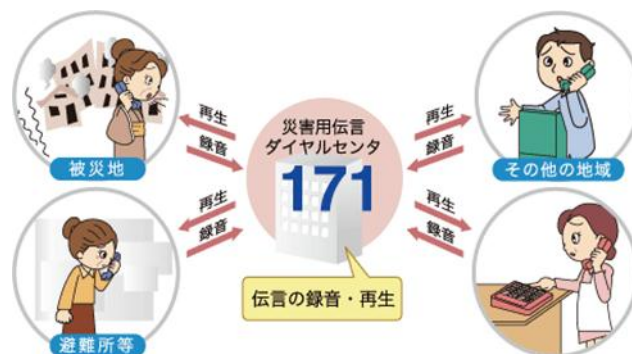 再生
録音
被災地
災害用伝言
ダイヤルセンタ
171
再生
録音
その他の地域
再生
録音
避難所等
伝言の録音・再生
再生
録音